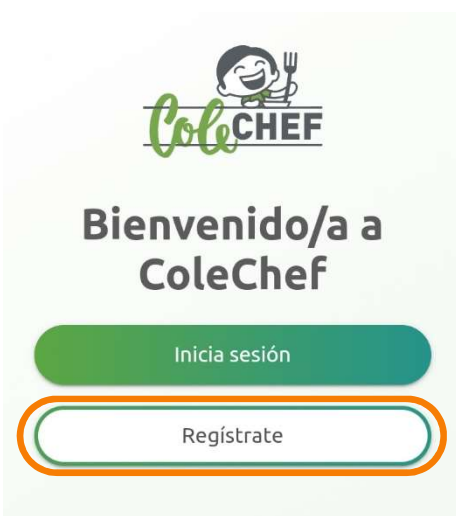 ColeCHEF
Bienvenido/a a
ColeChef
Inicia sesión
Regístrate